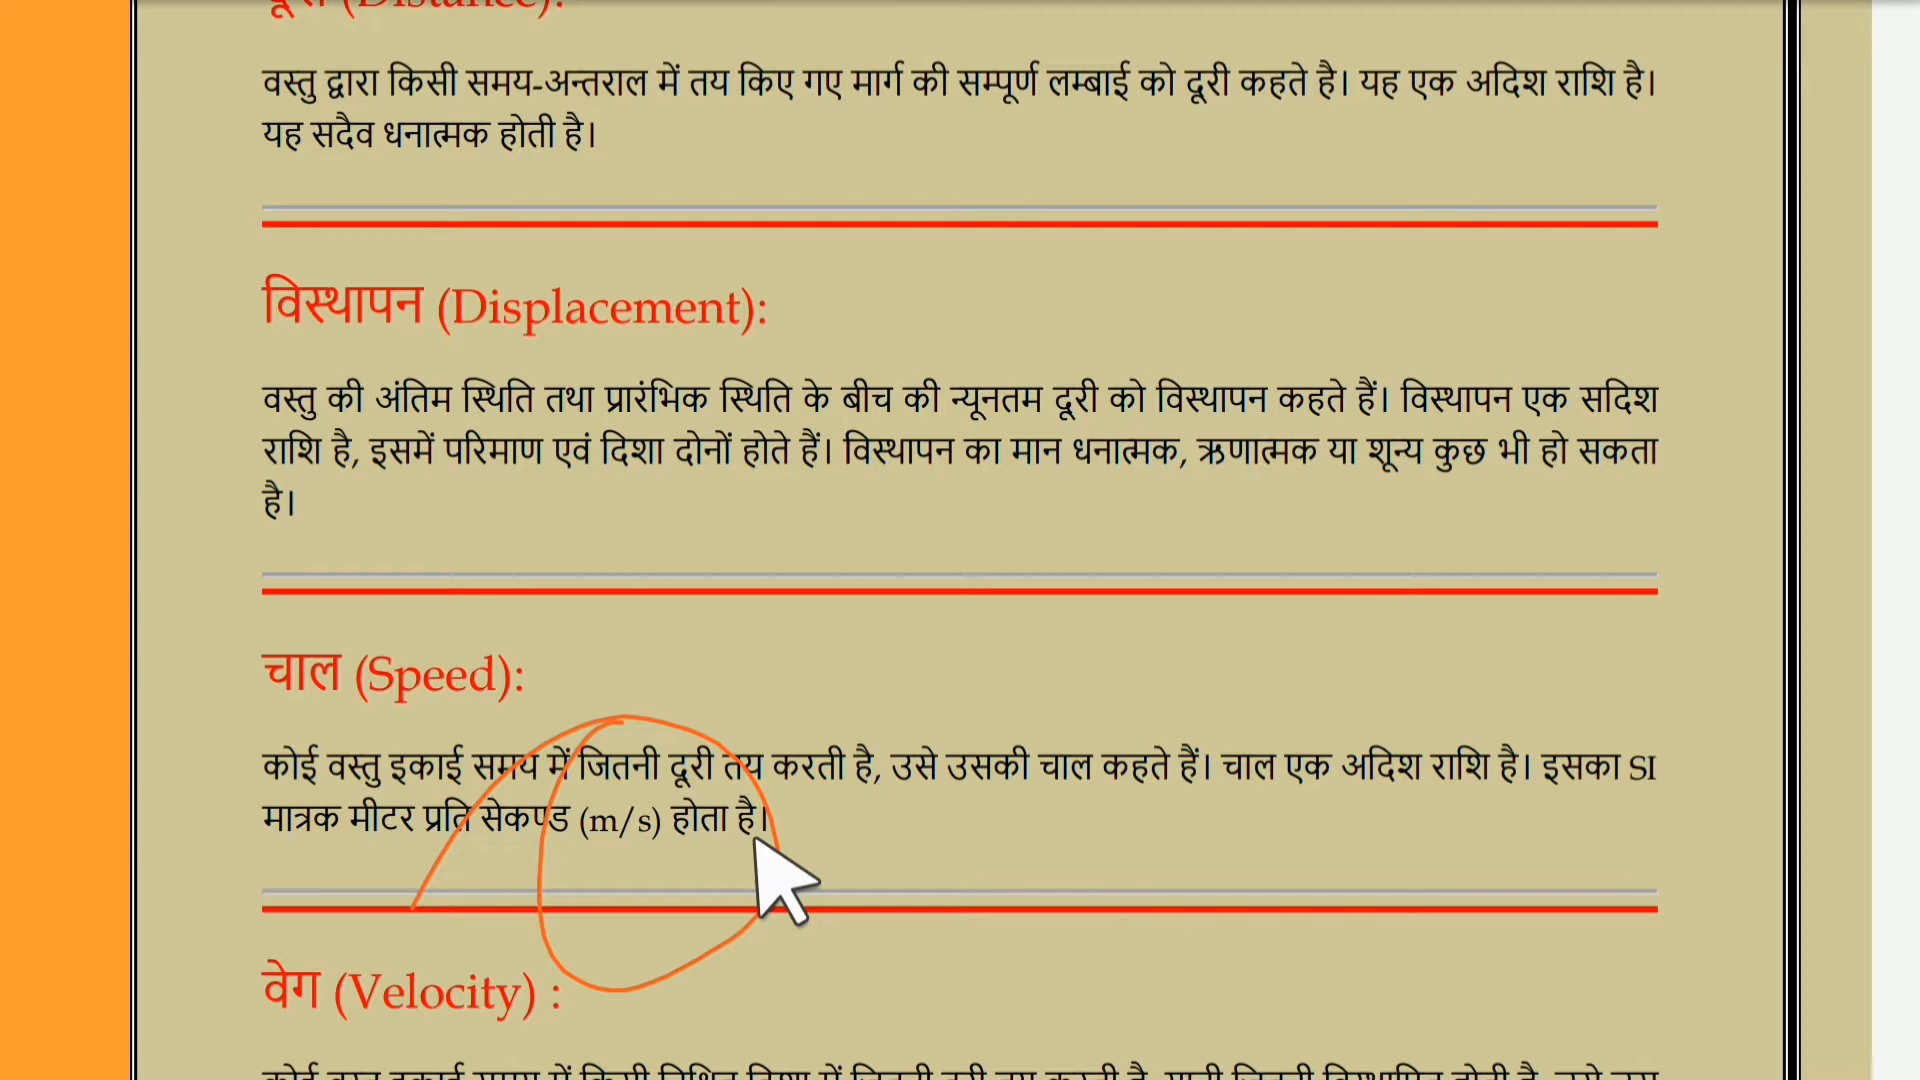 वस्तु द्वारा किसी समय-अन्तराल में तय किए गए मार्ग की सम्पूर्ण लम्बाई को दूरी कहते है। यह एक अदिश राशि है।
यह सदैव धनात्मक होती है।
विस्थापन (Displacement):
वस्तु की अंतिम स्थिति तथा प्रारंभिक स्थिति के बीच की न्यूनतम दूरी को विस्थापन कहते हैं। विस्थापन एक सदिश
राशि है, इसमें परिमाण एवं दिशा दोनों होते हैं। विस्थापन का मान धनात्मक, ऋणात्मक या शून्य कुछ भी हो सकता
है।
चाल (Speed):
कोई वस्तु इकाई समय में जितनी दूरी तय करती है, उसे उसकी चाल कहते हैं। चाल एक अदिश राशि है। इसका SI
मात्रक मीटर प्रति सेकण्ड (m/s) होता है।
वेग (Velocity) :